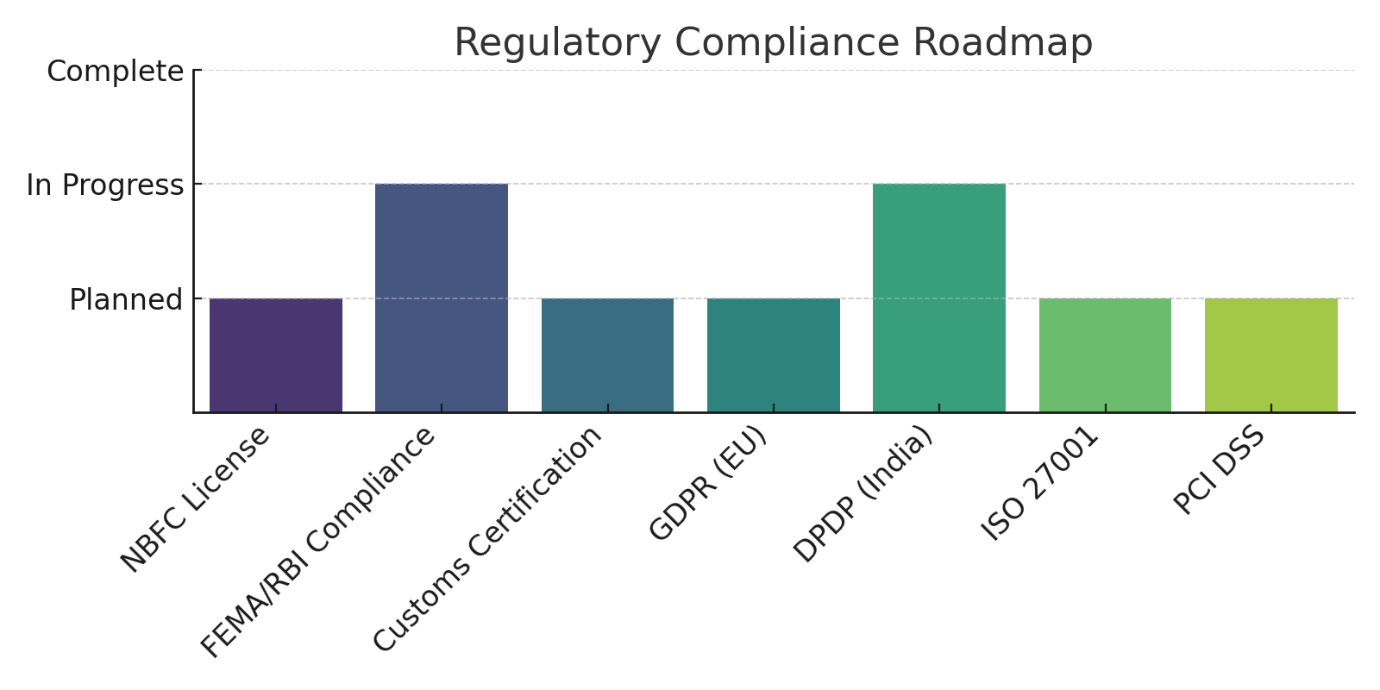 Regulatory Compliance Roadmap
Complete
In Progress
Planned
NBFC License
FEMA/RBI Compliance
Customs Certification
GDPR (EU)
DPDP (India)
ISO 27001
PCI DSS